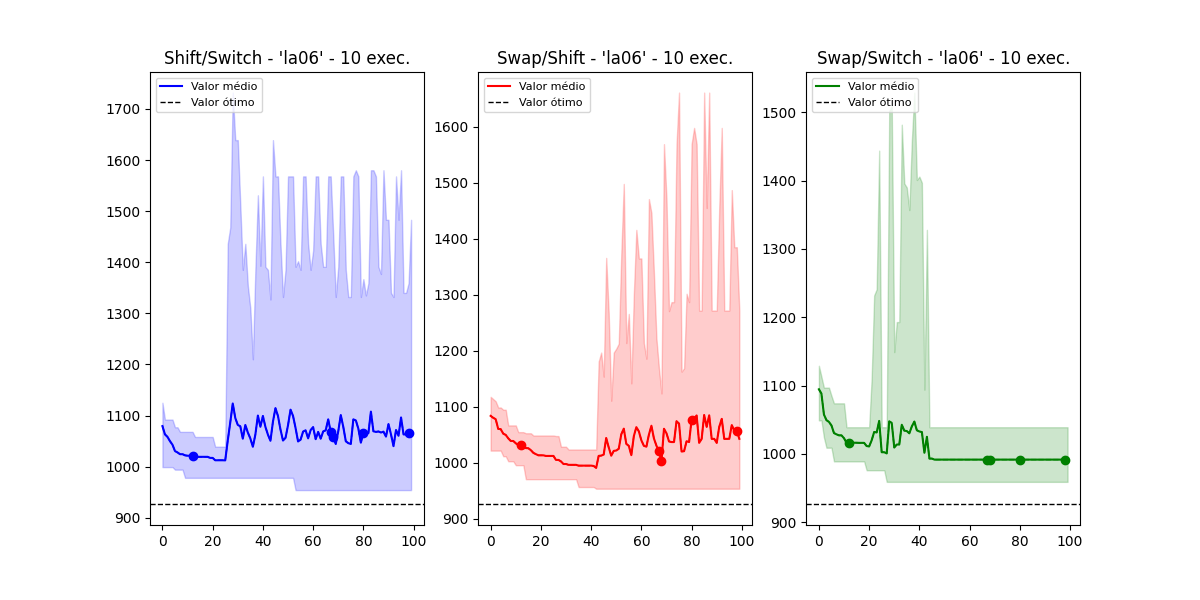 Shift/Switch - 'la06' - 10 exec.
Valor médio
Valor ótimo
1700
1600
1500
1400
1300
1200
1100
1000
900
0 20 40 60 80 100
Swap/Shift - 'la06' - 10 exec.
Valor médio
Valor ótimo
1600
1500
1400
1300
1200
1100
1000
900
0 20 40 60 80 100
Swap/Switch - 'la06' - 10 exec.
Valor médio
Valor ótimo
1500
1400
1300
1200
1100
1000
900
0 20 40 60 80 100